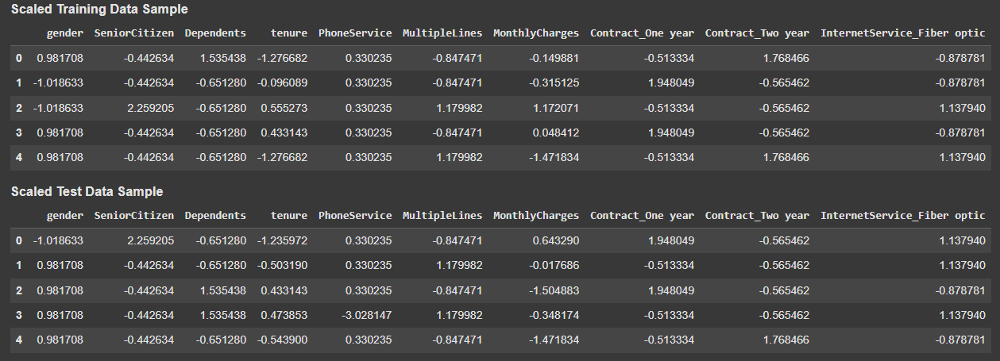 Scaled Training Data Sample
gender SeniorCitizen Dependents tenure PhoneService MultipleLines MonthlyCharges Contract_One year Contract_Two year InternetService_Fiber optic
0 0.981708 -0.442634 1.535438 -1.276682 0.330235 -0.847471 -0.149881 -0.513334 1.768466 -0.878781
1 -1.018633 -0.442634 -0.651280 -0.096089 0.330235 -0.847471 -0.315125 1.948049 -0.565462 -0.878781
2 -1.018633 2.259205 -0.651280 0.555273 0.330235 1.179982 1.172071 -0.513334 -0.565462 1.137940
3 0.981708 -0.442634 -0.651280 0.433143 0.330235 -0.847471 0.048412 1.948049 -0.565462 -0.878781
4 0.981708 -0.442634 -0.651280 -1.276682 0.330235 1.179982 -1.471834 -0.513334 1.768466 1.137940
Scaled Test Data Sample
gender SeniorCitizen Dependents tenure PhoneService MultipleLines MonthlyCharges Contract_One year Contract_Two year InternetService_Fiber optic
0 -1.018633 2.259205 -0.651280 -1.235972 0.330235 -0.847471 0.643290 1.948049 -0.565462 1.137940
1 0.981708 -0.442634 -0.651280 -0.503190 0.330235 1.179982 -0.017686 -0.513334 -0.565462 1.137940
2 0.981708 -0.442634 1.535438 0.433143 0.330235 -0.847471 -1.504883 1.948049 -0.565462 -0.878781
3 0.981708 -0.442634 1.535438 0.473853 -3.028147 1.179982 -0.348174 -0.513334 -0.565462 1.137940
4 0.981708 -0.442634 -0.651280 -0.543900 0.330235 -0.847471 -1.471834 -0.513334 1.768466 -0.878781